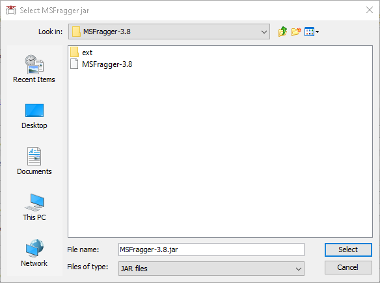 Select MSFragger jar
Look in:
MSFragger-3.8
Recent Items
Desktop
Documents
This PC
Network
ext
MSFragger-3.8
File name:
MSFragger-3.8.jar
Select
Files of type:
JAR files
Cancel